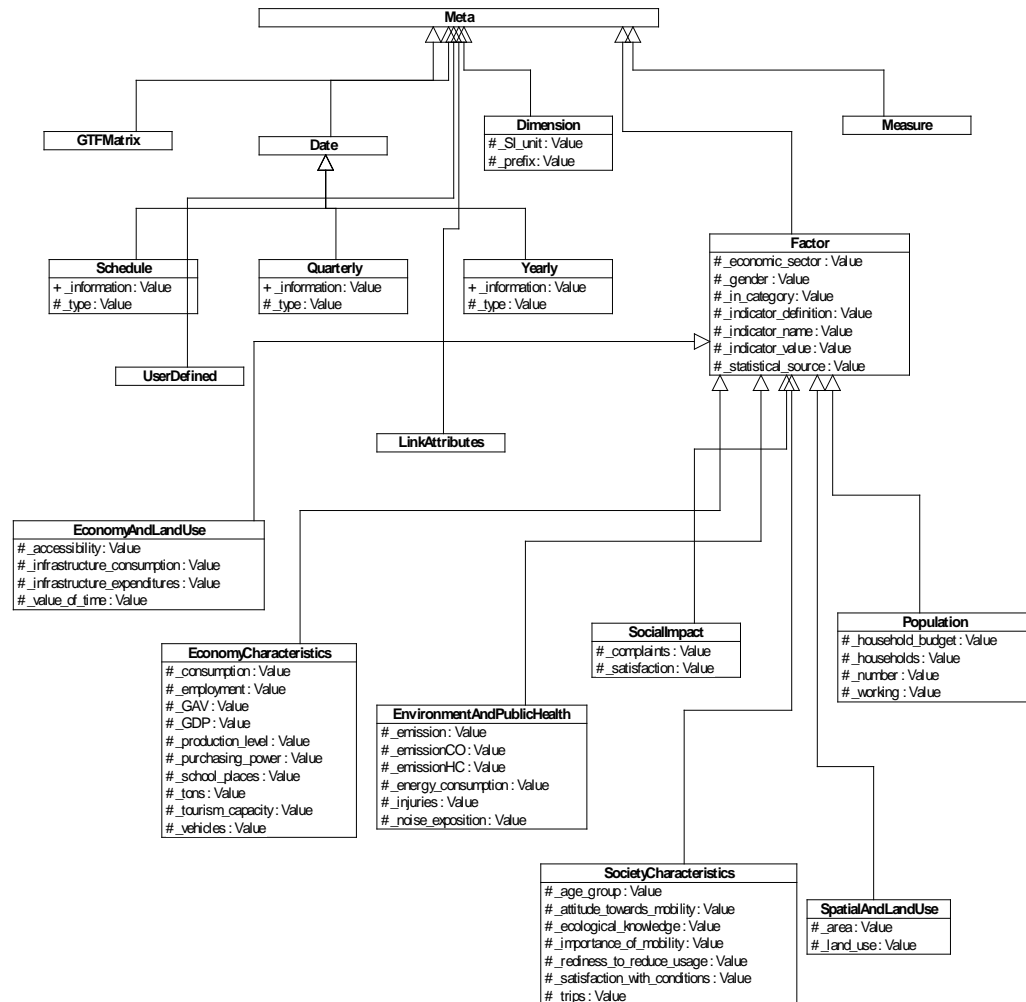 Meta
GTFMatrix
Date
Dimension
# _SI_unit : Value
# _prefix : Value
Measure
Schedule
+ _information : Value
# _type : Value
Quarterly
+ _information : Value
# _type : Value
Yearly
+ _information : Value
# _type : Value
Factor
# _economic_sector : Value
# _gender : Value
# _in_category : Value
# _indicator_definition : Value
# _indicator_name : Value
# _indicator_value : Value
# _statistical_source : Value
UserDefined
LinkAttributes
EconomyAndLandUse
# _accessibility : Value
# _infrastructure_consumption : Value
# _infrastructure_expenditures : Value
# _value_of_time : Value
EconomyCharacteristics
# _consumption : Value
# _employment : Value
# _GAV : Value
# _GDP : Value
# _production_level : Value
# _purchasing_power : Value
# _school_places : Value
# _tons : Value
# _tourism_capacity : Value
# _vehicles : Value
EnvironmentAndPublicHealth
# _emission : Value
# _emissionCO : Value
# _emissionHC : Value
# _energy_consumption : Value
# _injuries : Value
# _noise_exposition : Value
SocialImpact
# _complaints : Value
# _satisfaction : Value
Population
# _household_budget : Value
# _households : Value
# _number : Value
# _working : Value
SocietyCharacteristics
# _age_group : Value
# _attitude_towards_mobility : Value
# _ecological_knowledge : Value
# _importance_of_mobility : Value
# _rediness_to_reduce_usage : Value
# _satisfaction_with_conditions : Value
# _trips : Value
SpatialAndLandUse
# _area : Value
# _land_use : Value